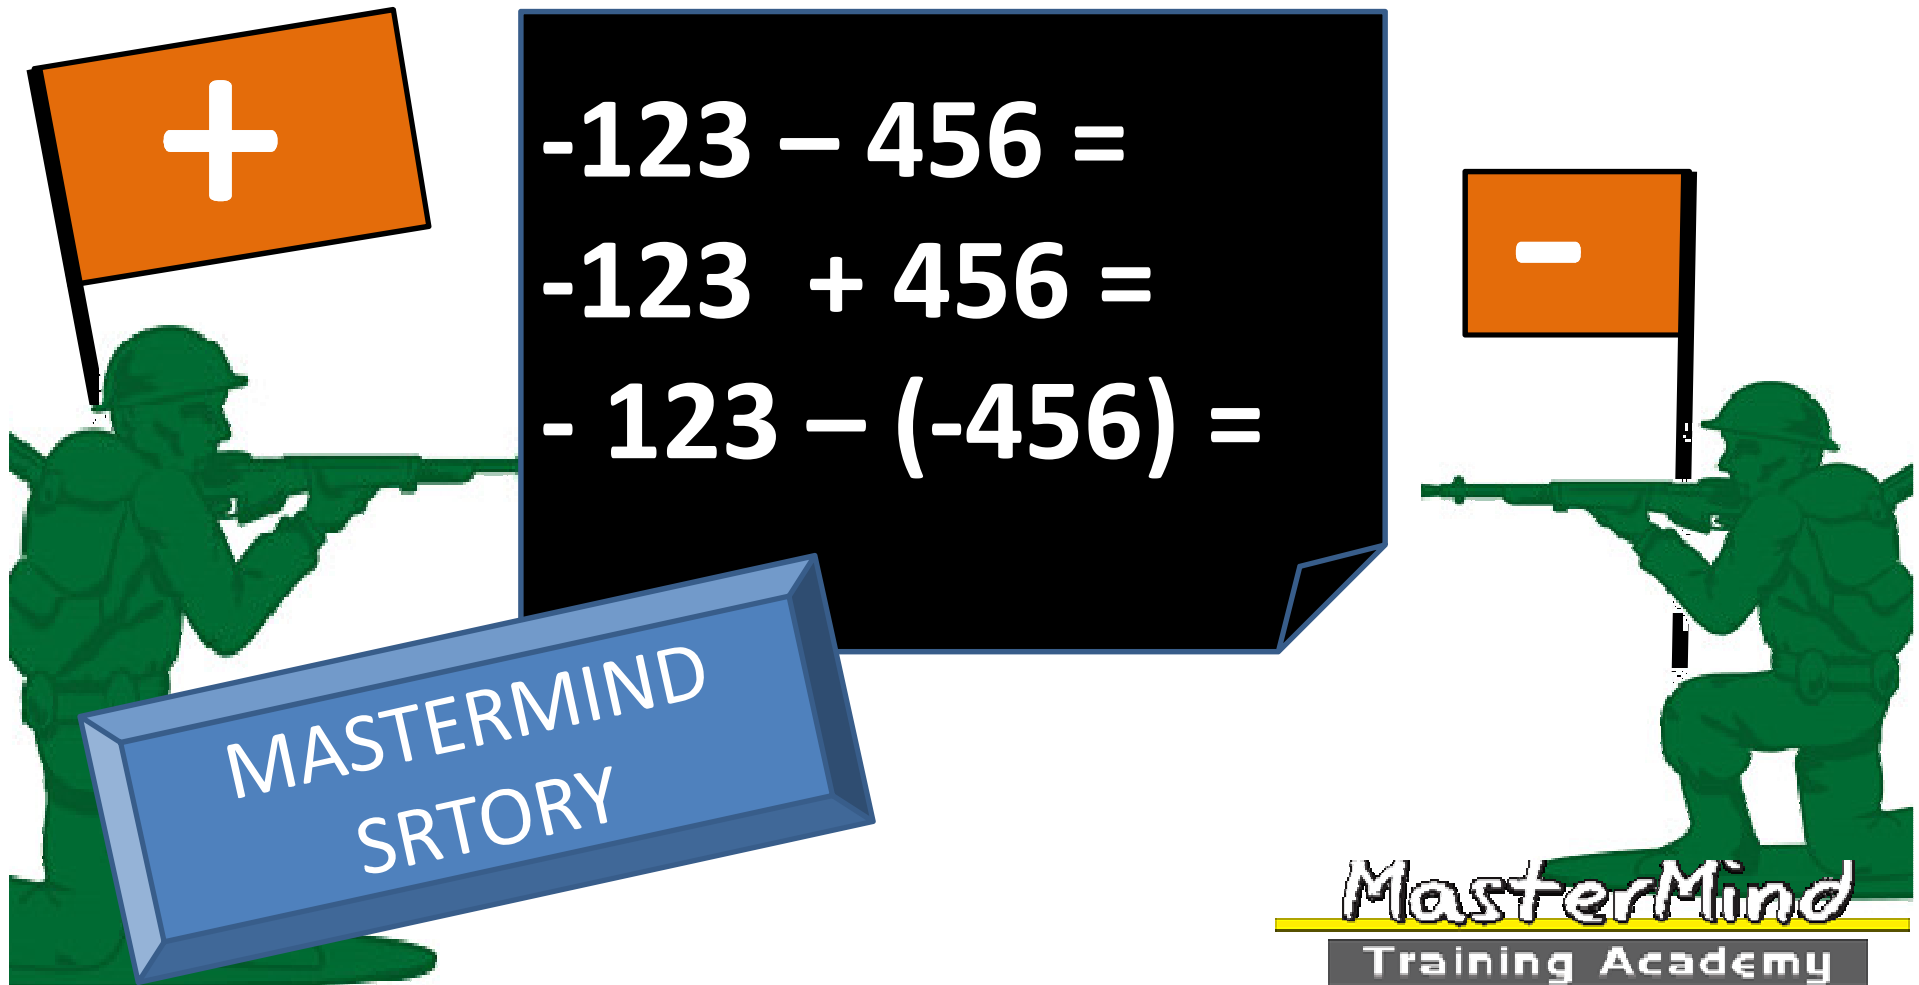 +
-123 – 456 =
-123 + 456 =
- 123 – (-456) =
-
MASTERMIND
SRTORY
MasterMind
Training Academy